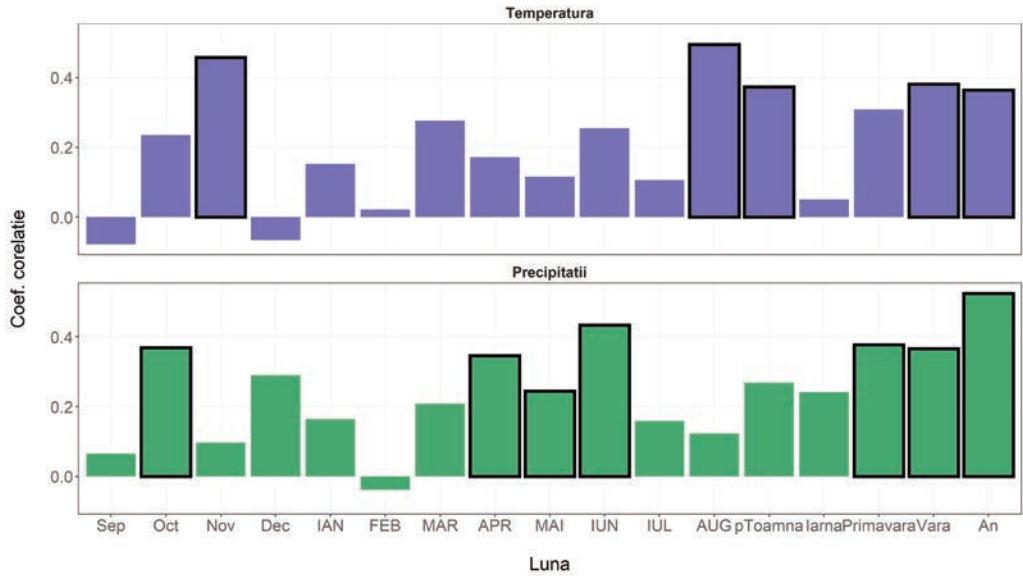 Temperatura
0.4
0.2
0.0
Coef. corelatie
Precipitatii
0.4
0.2
0.0
Sep Oct Nov Dec IAN FEB MAR APR MAI IUN IUL AUG pToamna Iarna Primavara Vara An
Luna